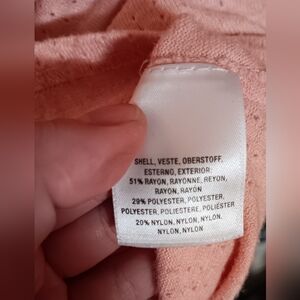 SHELL, VESTE, OBERSTOFF,
ESTERNO, EXTERIOR:
51% RAYON, RAYONNE, REYON,
RAYON, RAYON
29% POLYESTER, POLYESTER,
POLYESTER, POLIESTERE, POLIÉSTER
20% NYLON, NYLON, NYLON,
NYLON, NYLON